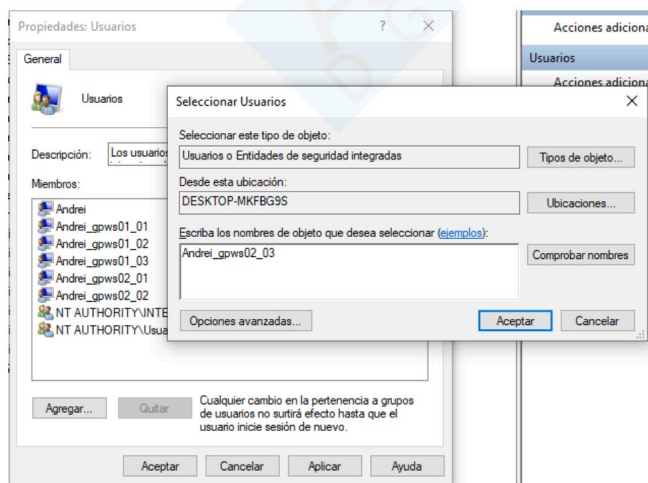 Propiedades: Usuarios
General
Usuarios
Descripción:
Los usuarios
Miembros:
Andrei
Andrei_gpws01_01
Andrei_gpws01_02
Andrei_gpws01_03
Andrei_gpws02_01
Andrei_gpws02_02
NT AUTHORITY\INTE
NT AUTHORITY\Usua
Agregar...
Quitar
Cualquier cambio en la pertenencia a grupos
de usuarios no surtirá efecto hasta que el
usuario inicie sesión de nuevo.
Aceptar
Cancelar
Aplicar
Ayuda
Seleccionar Usuarios
Seleccionar este tipo de objeto:
Usuarios o Entidades de seguridad integradas
Tipos de objeto...
Desde esta ubicación:
DESKTOP-MKFBG9S
Ubicaciones...
Escriba los nombres de objeto que desea seleccionar (ejemplos):
Andrei_gpws02_03
Comprobar nombres
Opciones avanzadas...
Aceptar
Cancelar
Acciones adiciona
Usuarios
Acciones adiciona